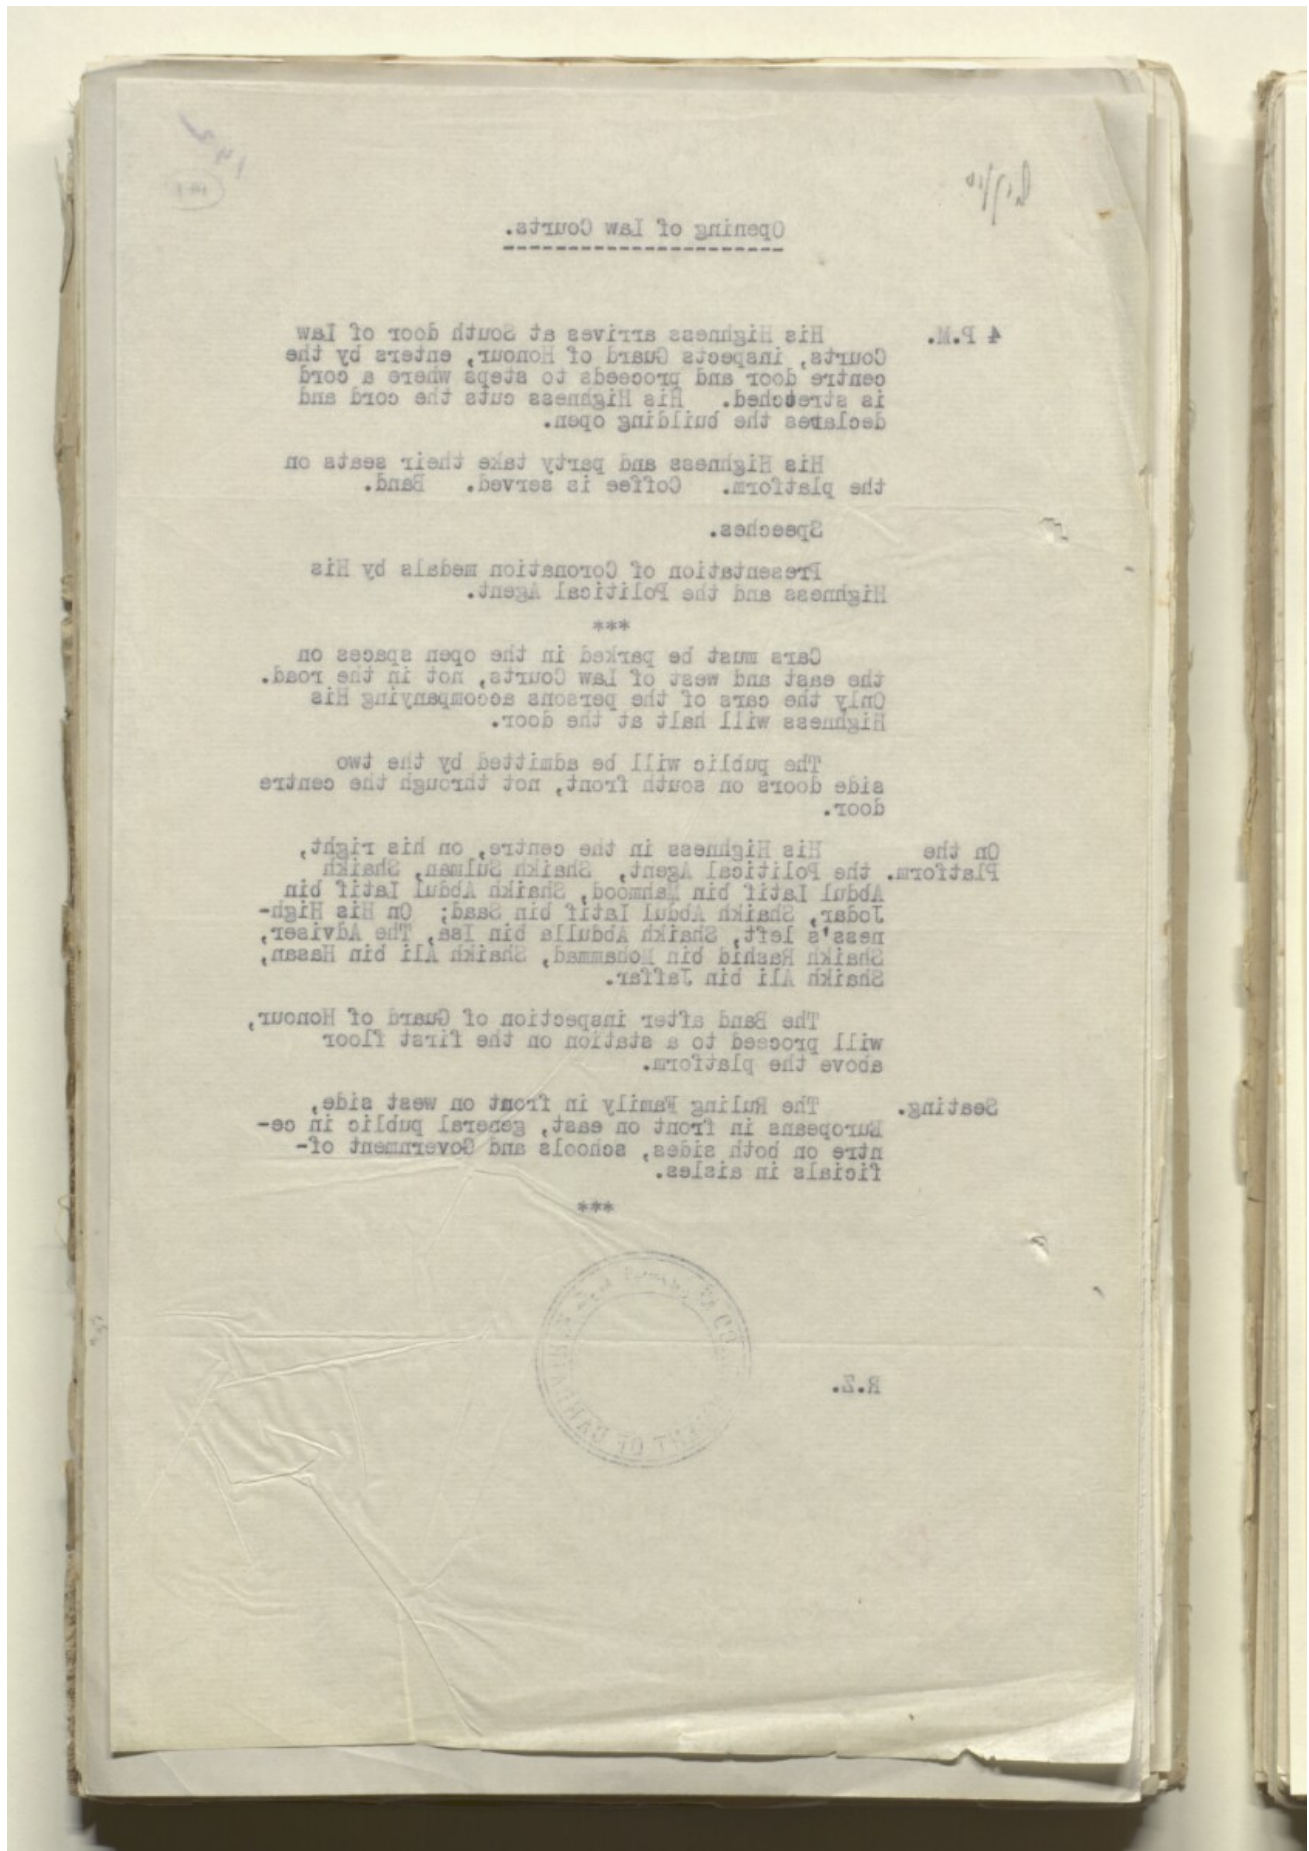 Opening of Law Courts.
4 P.M. His Highness arrives at South door of Law
Courts, inspects Guard of Honour, enters by the
centre door and proceeds to steps where a cord
is stretched. His Highness cuts the cord and
declares the building open.
His Highness and party take their seats on
the platform. Coffee is served. Band.
Speeches.
Presentation of Coronation medals by His
Highness and the Political Agent.
***
Cars must be parked in the open spaces on
the east and west of Law Courts, not in the road.
Only the cars of the persons accompanying His
Highness will halt at the door.
The public will be admitted by the two
side doors on south front, not through the centre
door.
On the His Highness in the centre, on his right,
Platform. the Political Agent, Shaikh Sulman, Shaikh
Abdul Latif bin Mahmood, Shaikh Abdul Latif bin
Jodar, Shaikh Abdul Latif bin Saad; On His High-
ness's left, Shaikh Abdulla bin Isa, The Adviser,
Shaikh Rashid bin Mohammad, Shaikh Ali bin Hasan,
Shaikh Ali bin Jaffar.
The Band after inspection of Guard of Honour,
will proceed to a station on the first floor
above the platform.
Seating. The Ruling Family in front on west side,
Europeans in front on east, general public in ce-
ntre on both sides, schools and Government of-
ficials in aisles.
***
R.Z.